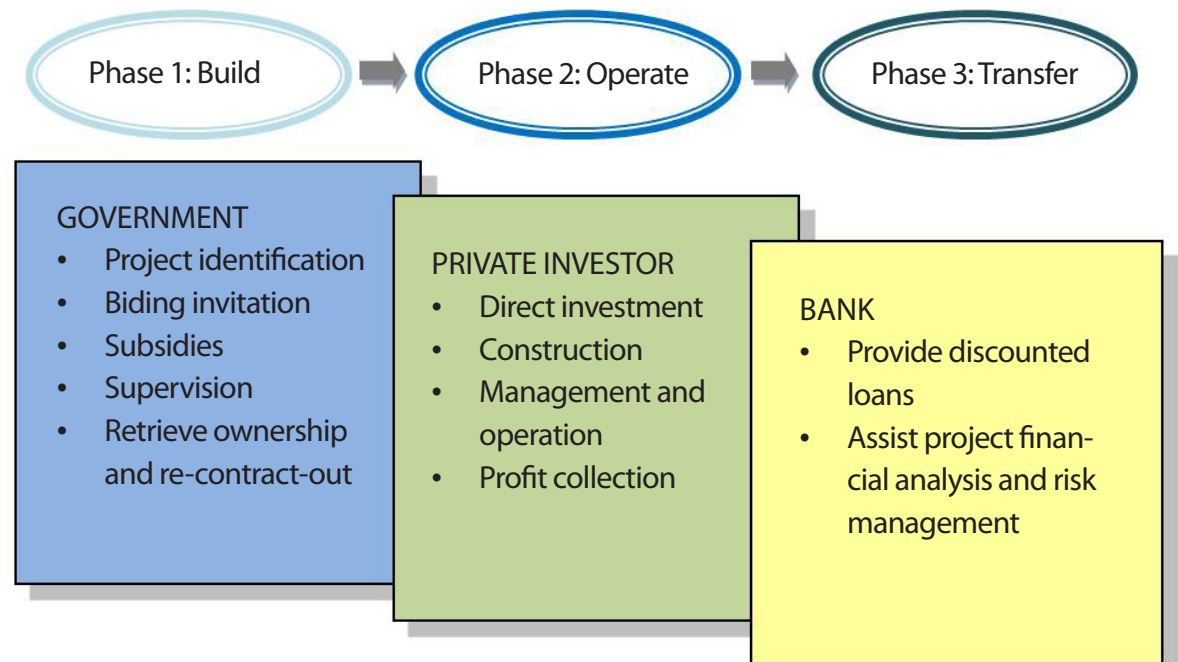 Phase 1: Build
Phase 2: Operate
Phase 3: Transfer
GOVERNMENT
• Project identification
• Biding invitation
• Subsidies
• Supervision
• Retrieve ownership
and re-contract-out
PRIVATE INVESTOR
• Direct investment
• Construction
• Management and
operation
• Profit collection
BANK
• Provide discounted
loans
• Assist project finan-
cial analysis and risk
management